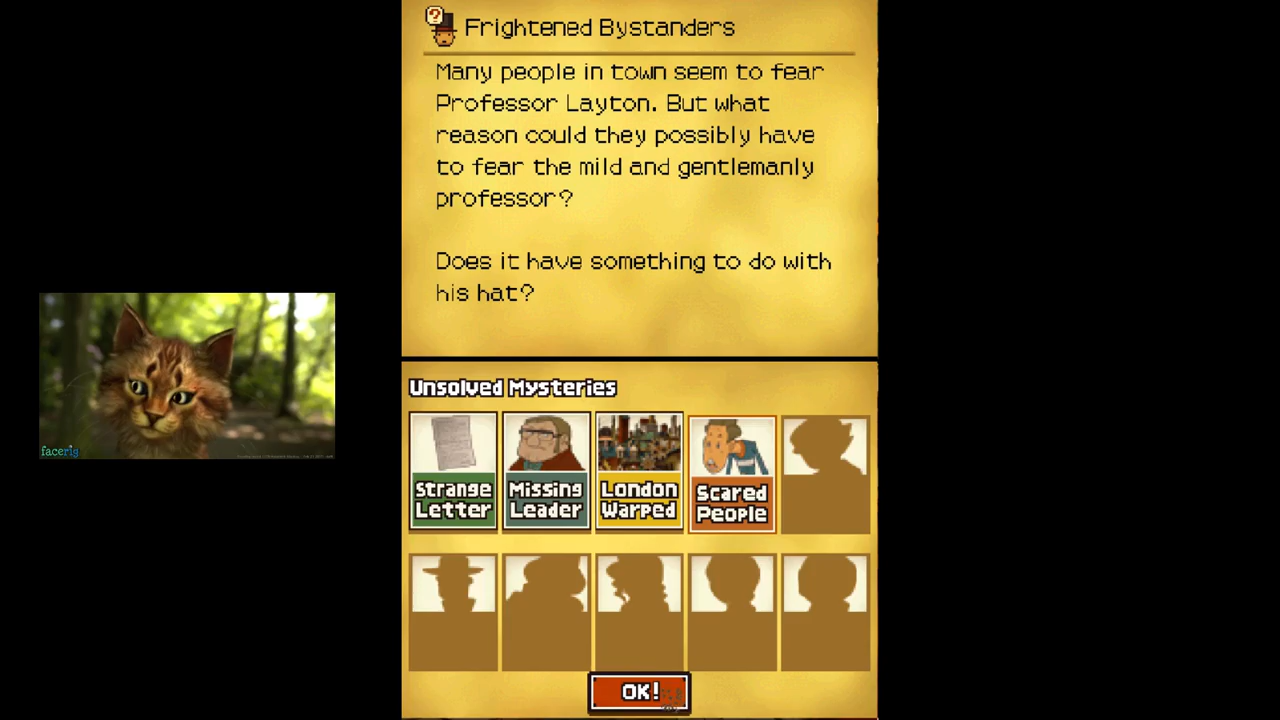 Frightened Bystanders
Many people in town seem to fear
Professor Layton. But what
reason could they possibly have
to fear the mild and gentlemanly
professor?
Does it have something to do with
his hat?
Unsolved Mysteries
Strange
Letter
Missing
Leader
London
Warped
Scared
People
OK!
facerig